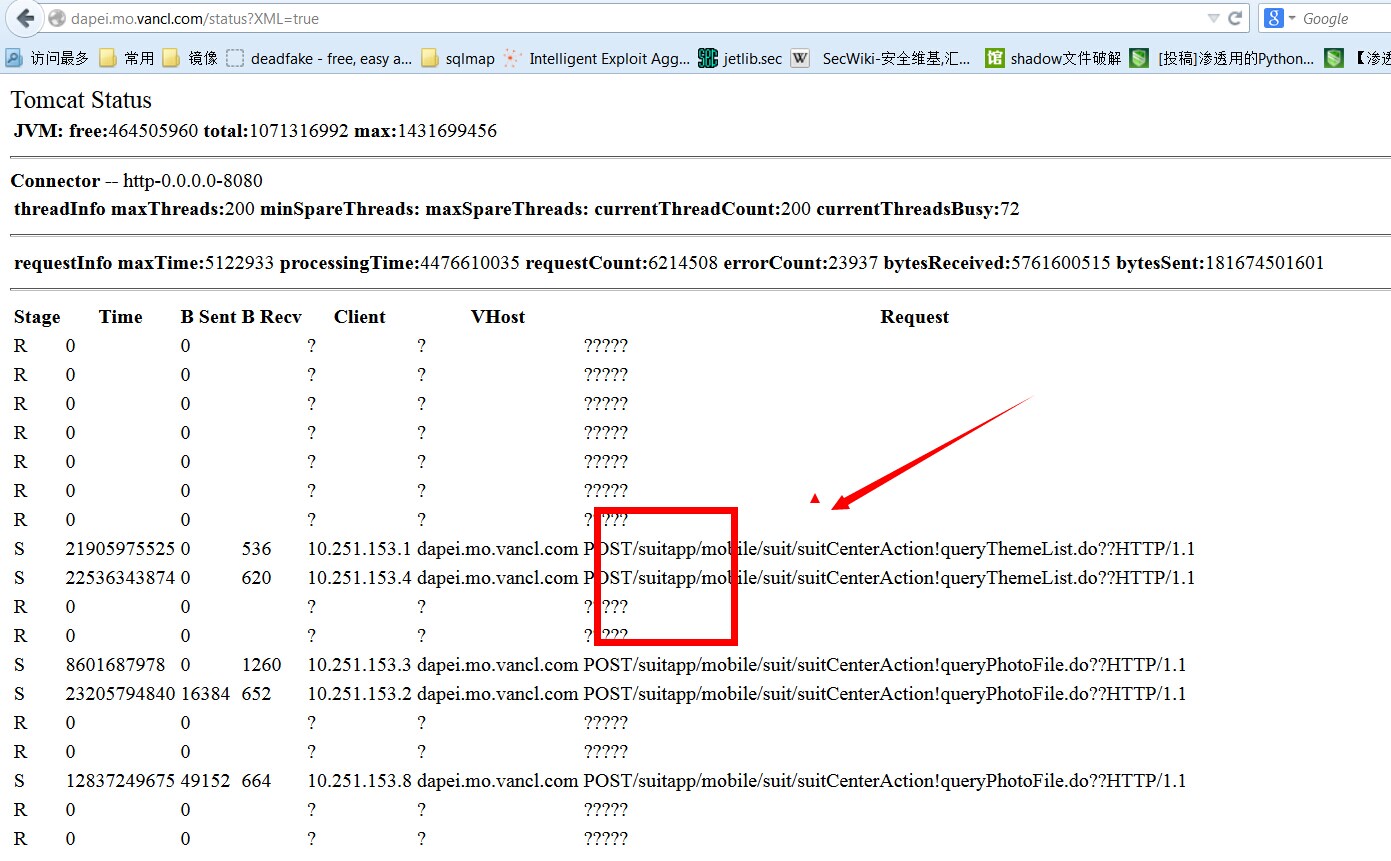 dapei.mo.vancl.com/status?XML=true
Google
访问最多 常用 镜像 deadfake - free, easy a... sqlmap Intelligent Exploit Agg... jetlib.sec SecWiki-安全维基,汇... shadow文件破解 [投稿]渗透用的Python... 【渗透
Tomcat Status
JVM: free:464505960 total:1071316992 max:1431699456
Connector -- http-0.0.0.0-8080
threadInfo maxThreads:200 minSpareThreads: maxSpareThreads: currentThreadCount:200 currentThreadsBusy:72
requestInfo maxTime:5122933 processingTime:4476610035 requestCount:6214508 errorCount:23937 bytesReceived:5761600515 bytesSent:181674501601
Stage Time B Sent B Recv Client VHost Request
R 0 0 ? ? ?????
R 0 0 ? ? ?????
R 0 0 ? ? ?????
R 0 0 ? ? ?????
R 0 0 ? ? ?????
R 0 0 ? ? ?????
R 0 0 ? ? ?????
S 21905975525 0 536 10.251.153.1 dapei.mo.vancl.com POST/suitapp/mobile/suit/suitCenterAction!queryThemeList.do??HTTP/1.1
S 22536343874 0 620 10.251.153.4 dapei.mo.vancl.com POST/suitapp/mobile/suit/suitCenterAction!queryThemeList.do??HTTP/1.1
R 0 0 ? ? ?????
R 0 0 ? ? ?????
S 8601687978 0 1260 10.251.153.3 dapei.mo.vancl.com POST/suitapp/mobile/suit/suitCenterAction!queryPhotoFile.do??HTTP/1.1
S 23205794840 16384 652 10.251.153.2 dapei.mo.vancl.com POST/suitapp/mobile/suit/suitCenterAction!queryPhotoFile.do??HTTP/1.1
R 0 0 ? ? ?????
R 0 0 ? ? ?????
S 12837249675 49152 664 10.251.153.8 dapei.mo.vancl.com POST/suitapp/mobile/suit/suitCenterAction!queryPhotoFile.do??HTTP/1.1
R 0 0 ? ? ?????
R 0 0 ? ? ?????